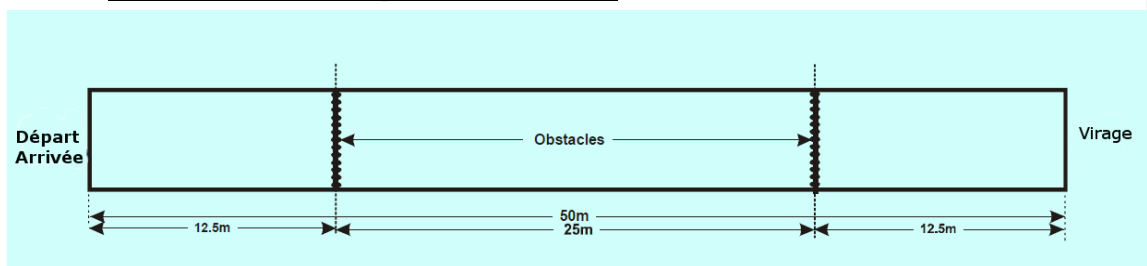 Départ
Arrivée
Obstacles
Virage
50m
12.5m
25m
12.5m